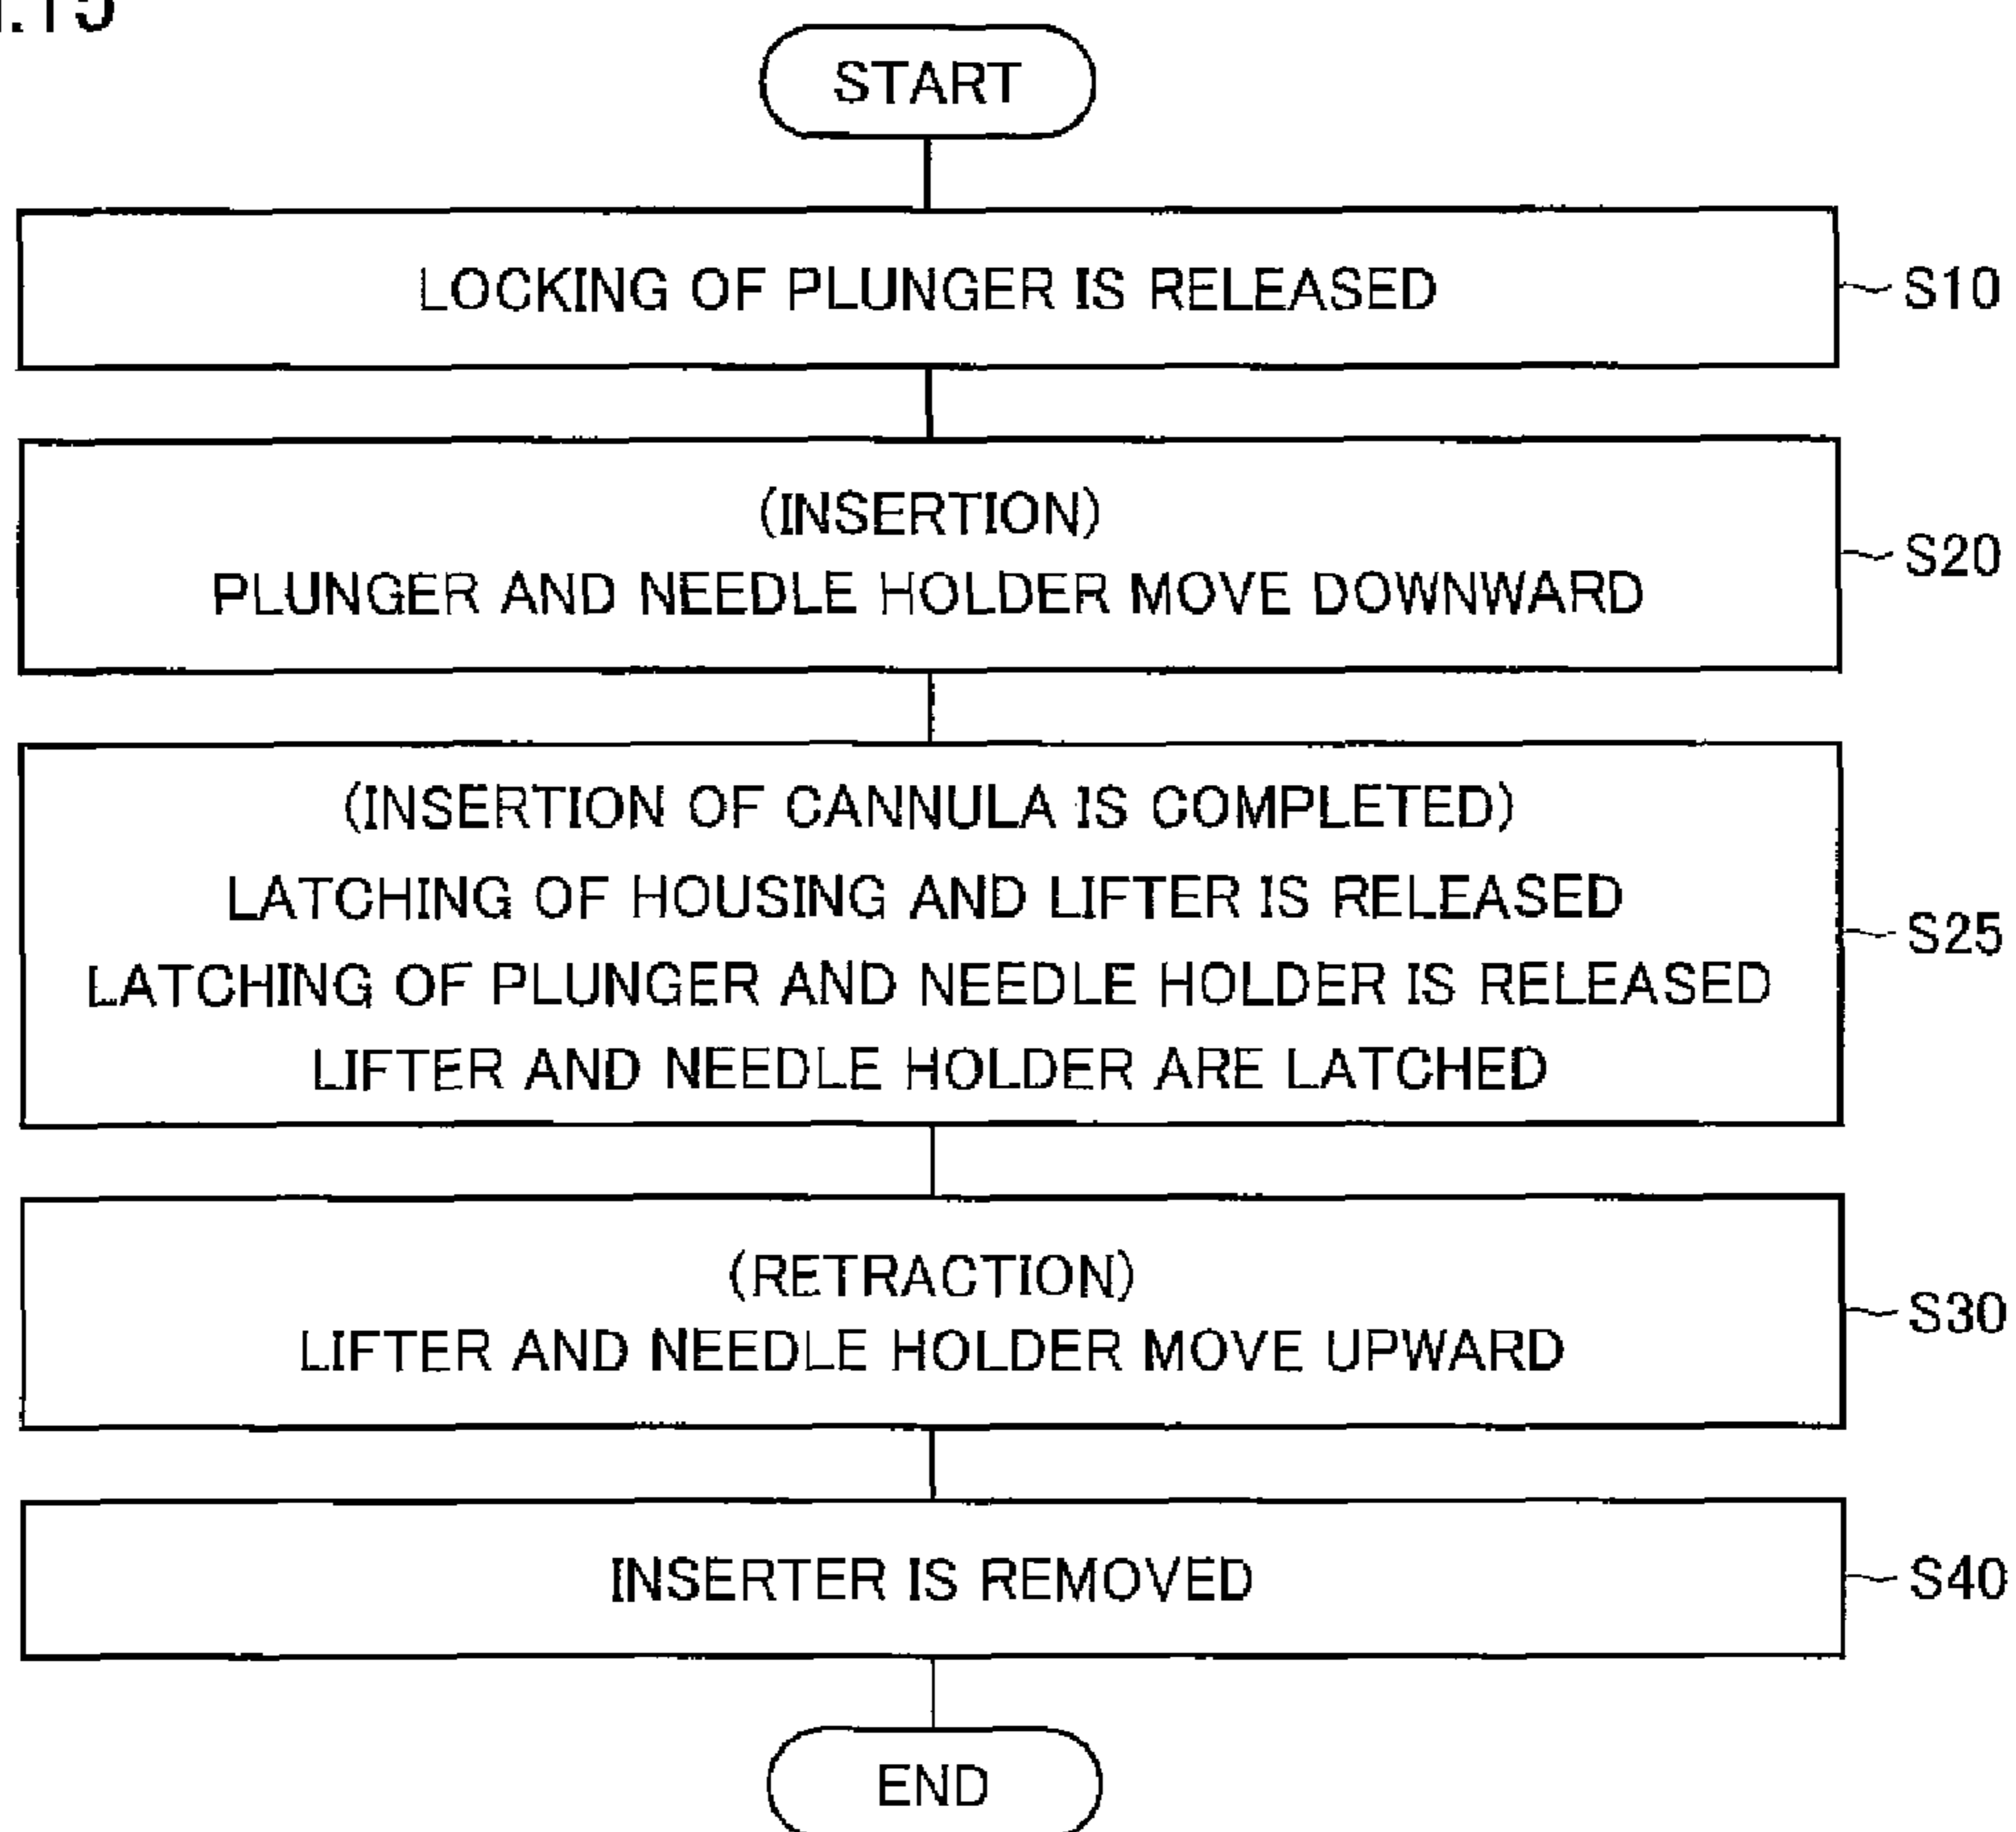 START
LOCKING OF PLUNGER IS RELEASED
S10
(INSERTION)
PLUNGER AND NEEDLE HOLDER MOVE DOWNWARD
S20
(INSERTION OF CANNULA IS COMPLETED)
LATCHING OF HOUSING AND LIFTER IS RELEASED
LATCHING OF PLUNGER AND NEEDLE HOLDER IS RELEASED
LIFTER AND NEEDLE HOLDER ARE LATCHED
S25
(RETRACTION)
LIFTER AND NEEDLE HOLDER MOVE UPWARD
S30
INSERTER IS REMOVED
S40
END